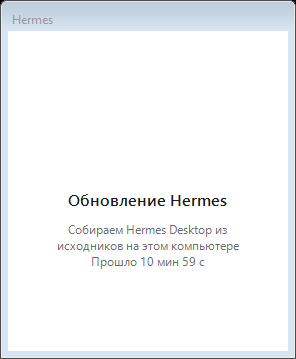 Hermes
Обновление Hermes
Собираем Hermes Desktop из
исходников на этом компьютере
Прошло 10 мин 59 с